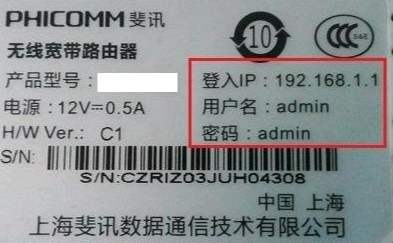 PHICOMM 斐讯
10
CCC S&E
无线宽带路由器
产品型号：
登入IP：192.168.1.1
电源：12V⎓0.5A
用户名：admin
H/W Ver.: C1
密码：admin
S/N:
S/N:CZRIZ03JUH04308
中国 上海
上海斐讯数据通信技术有限公司